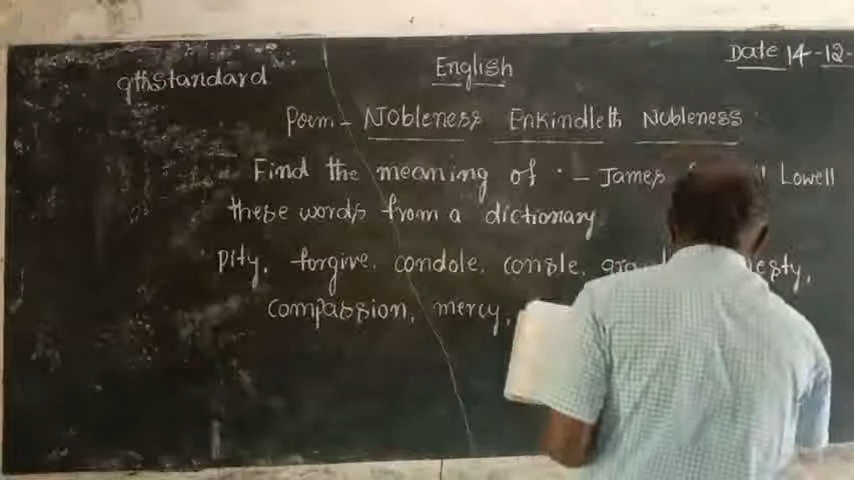 9thstandard English Date 14-12-
Poem - Nobleness Enkindleth Nobleness
Find the meaning of - James Lowell
these words from a dictionary
Pity, forgive, condole, consle,
compassion, mercy,